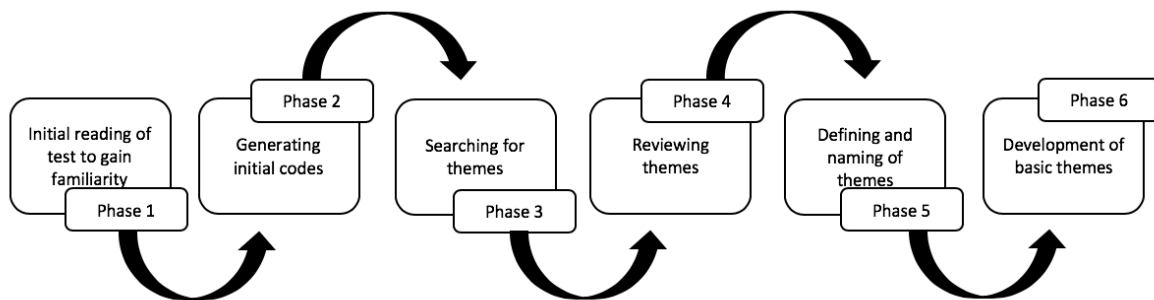 Initial reading of
test to gain
familiarity
Phase 1
Phase 2
Generating
initial codes
Searching for
themes
Phase 3
Phase 4
Reviewing
themes
Defining and
naming of
themes
Phase 5
Phase 6
Development of
basic themes